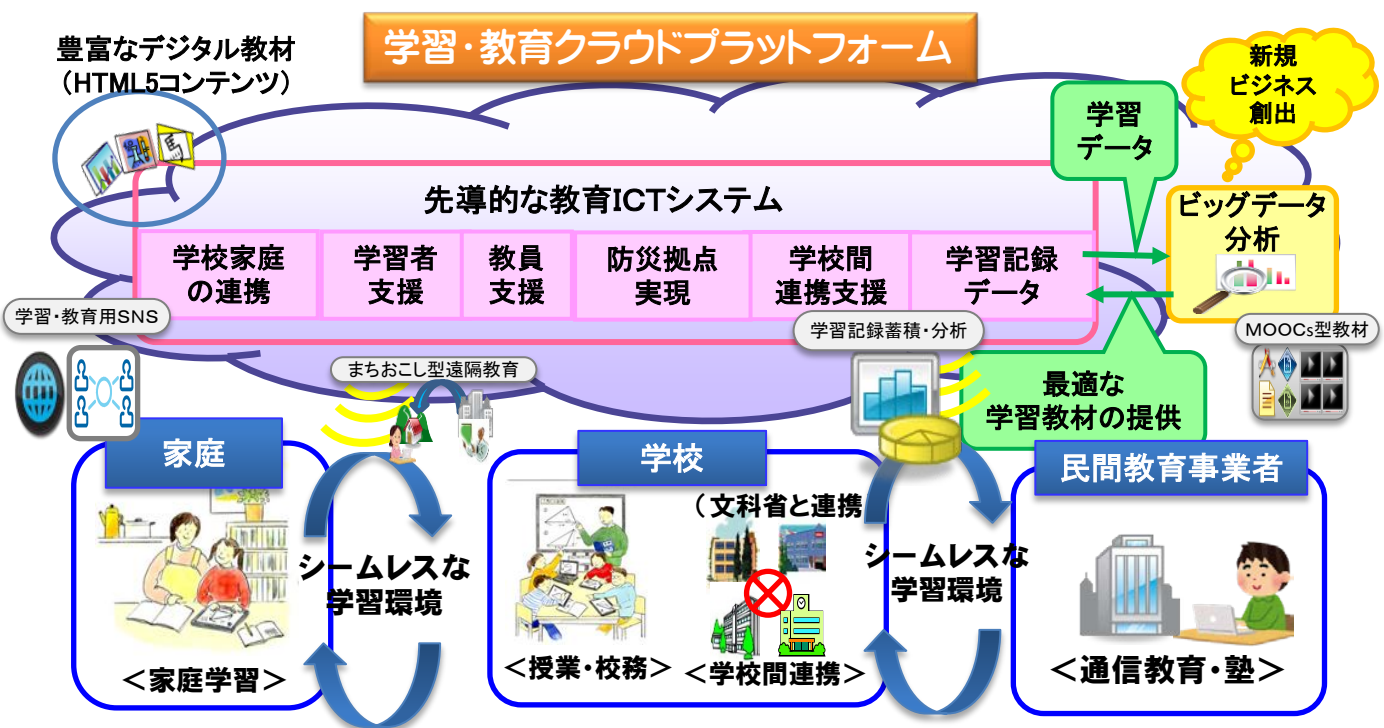 学習・教育クラウドプラットフォーム
豊富なデジタル教材
（HTML5コンテンツ）
新規
ビジネス
創出
学習
データ
先導的な教育ICTシステム
ビッグデータ
分析
学校家庭
の連携
学習者
支援
教員
支援
防災拠点
実現
学校間
連携支援
学習記録
データ
学習・教育用SNS
学習記録蓄積・分析
MOOCs型教材
まちおこし型遠隔教育
最適な
学習教材の提供
家庭
学校
民間教育事業者
（文科省と連携
シームレスな
学習環境
シームレスな
学習環境
＜家庭学習＞
＜授業・校務＞
＜学校間連携＞
＜通信教育・塾＞
馬